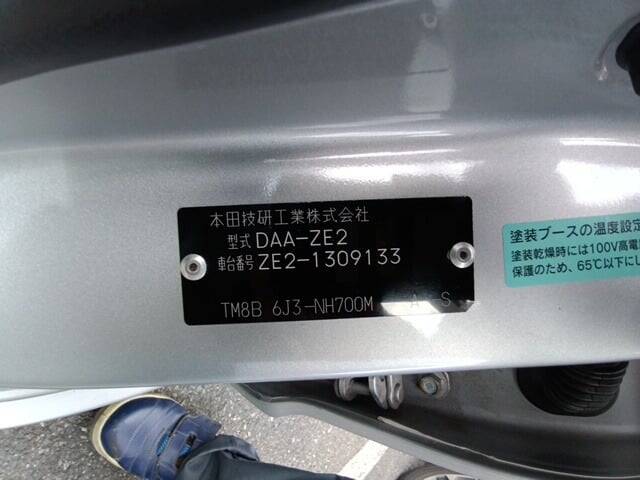 本田技研工業株式会社
型式 DAA-ZE2
車台番号 ZE2-1309133
TM8B 6J3-NH700M A S
塗装ブースの温度設定
塗装乾燥時には100V高電
保護のため、65℃以下にし